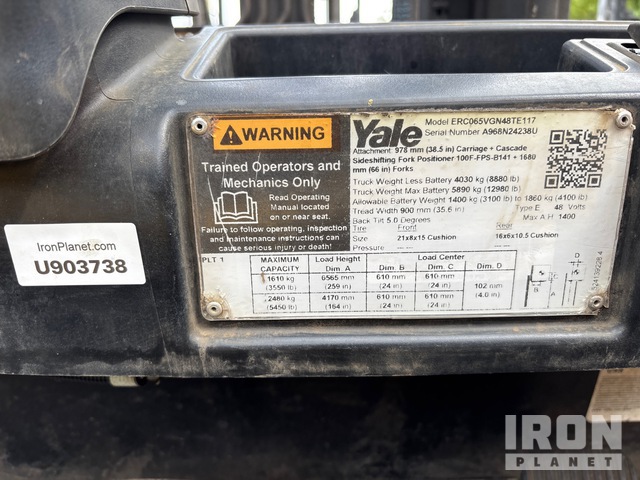 IronPlanet.com
U903738
WARNING
Trained Operators and
Mechanics Only
Read Operating
Manual located
on or near seat.
Failure to follow operating, inspection
and maintenance instructions can
cause serious injury or death!
Yale
Model ERC065VGN48TE117
Serial Number A968N24238U
Attachment: 978 mm (38.5 in) Carriage + Cascade
Sideshifting Fork Positioner 100F-FPS-B141 + 1680
mm (66 in) Forks
Truck Weight Less Battery 4030 kg (8880 lb)
Truck Weight Max Battery 5890 kg (12980 lb)
Allowable Battery Weight 1400 kg (3100 lb) to 1860 kg (4100 lb)
Tread Width 900 mm (35.6 in) Type E 48 Volts
Back Tilt 5.0 Degrees Max A.H 1400
Tire Front Rear
Size 21x8x15 Cushion 16x6x10.5 Cushion
Pressure
PLT 1
MAXIMUM CAPACITY Load Height Dim. A Load Center Dim. B Dim. C Dim. D
1610 kg 6565 mm 610 mm 610 mm
(3550 lb) (259 in) (24 in) (24 in)
2480 kg 4170 mm 610 mm 610 mm 102 mm
(5450 lb) (164 in) (24 in) (24 in) (4.0 in)
D
C
B
IRON
PLANET